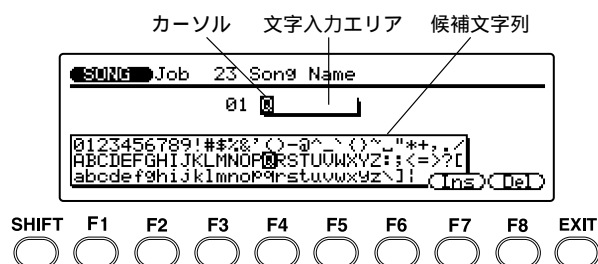 カーソル 文字入力エリア 候補文字列
SONG Job 23 Song Name
01 Q
0123456789!#$%&'()-@^_`{}~_"*+,./
ABCDEFGHIJKLMNOPQRSTUVWXYZ:;<=>?[
abcdefghijklmnopqrstuvwxyz\]¦
Ins Del
SHIFT F1 F2 F3 F4 F5 F6 F7 F8 EXIT